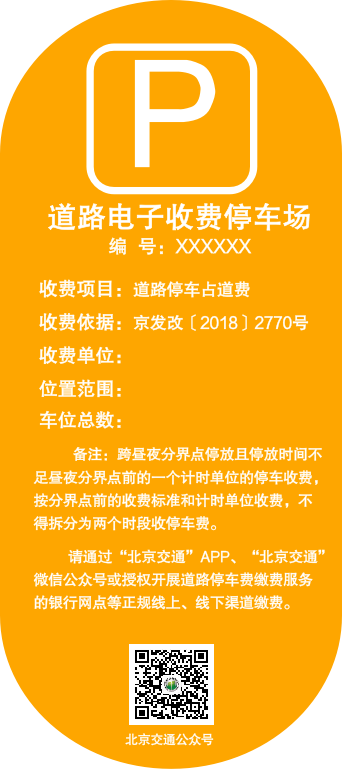 P
道路电子收费停车场
编 号：XXXXXX
收费项目：道路停车占道费
收费依据：京发改〔2018〕2770号
收费单位：
位置范围：
车位总数：
备注：跨昼夜分界点停放且停放时间不
足昼夜分界点前的一个计时单位的停车收费，
按分界点前的收费标准和计时单位收费，不
得拆分为两个时段收停车费。
请通过“北京交通”APP、“北京交通”
微信公众号或授权开展道路停车费缴费服务
的银行网点等正规线上、线下渠道缴费。
北京交通公众号